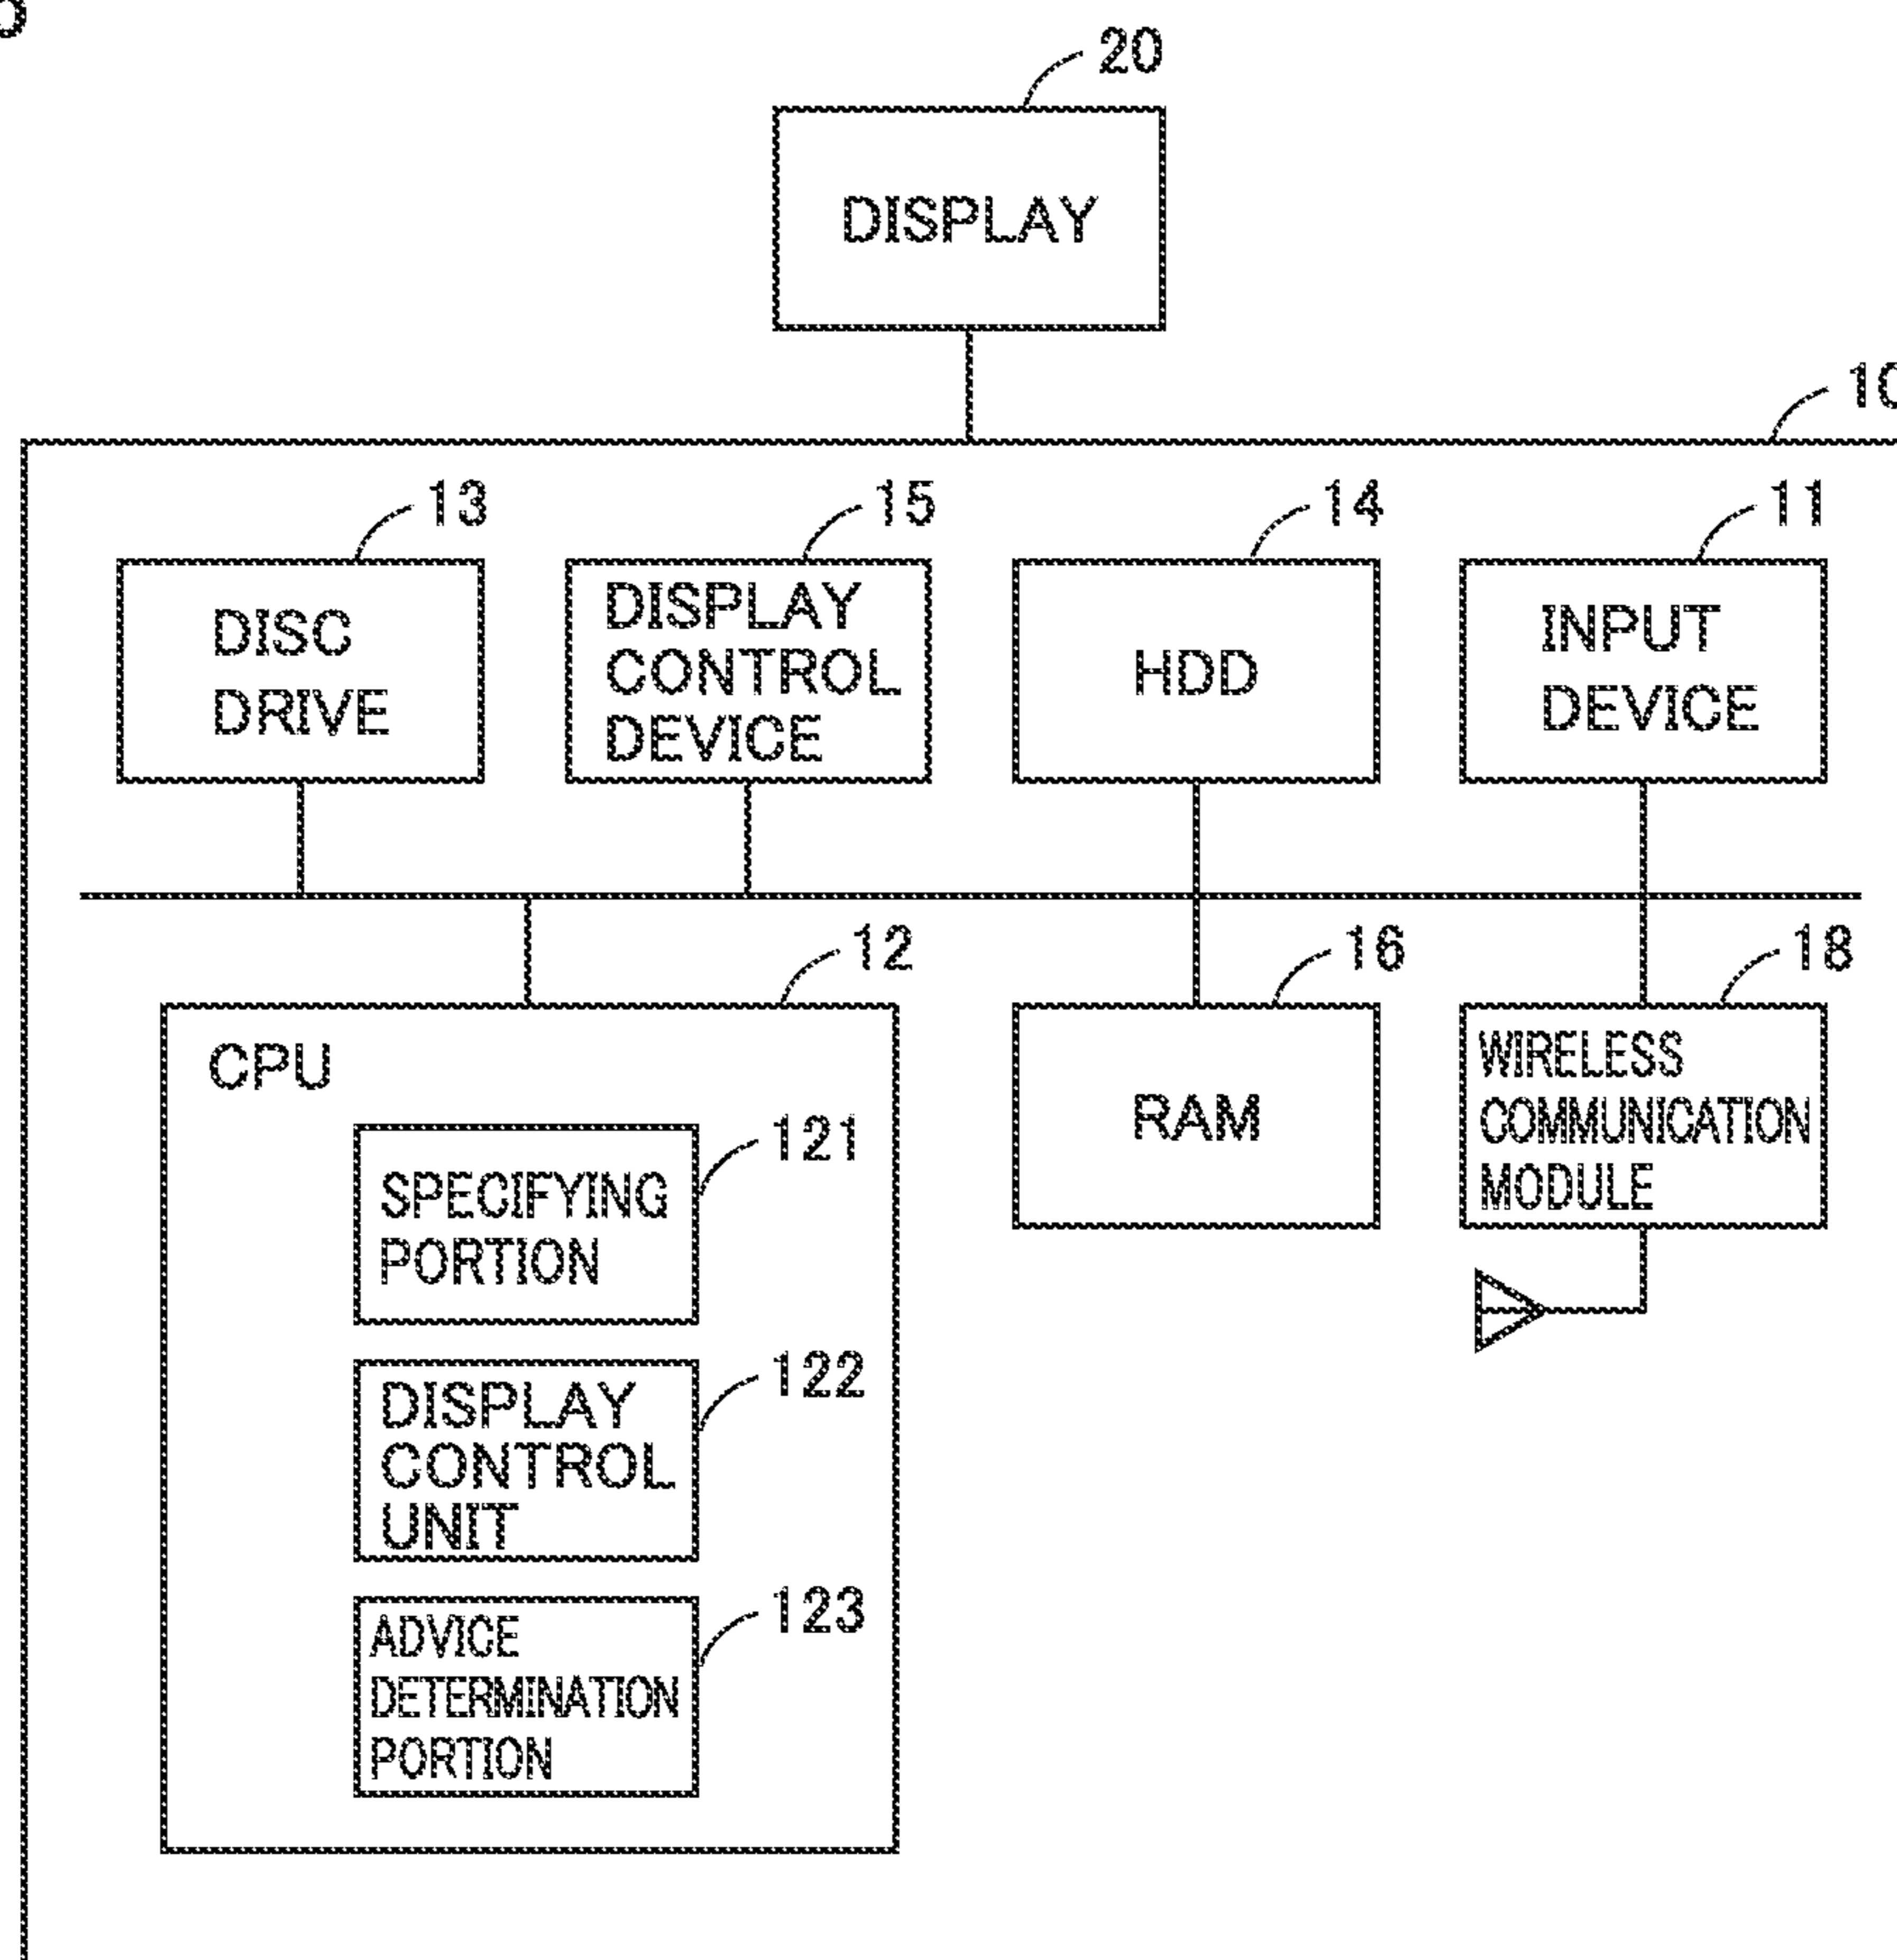 20
DISPLAY
10
13
15
14
11
DISC
DRIVE
DISPLAY
CONTROL
DEVICE
HDD
INPUT
DEVICE
12
16
18
CPU
RAM
WIRELESS
COMMUNICATION
MODULE
121
SPECIFYING
PORTION
122
DISPLAY
CONTROL
UNIT
123
ADVICE
DETERMINATION
PORTION